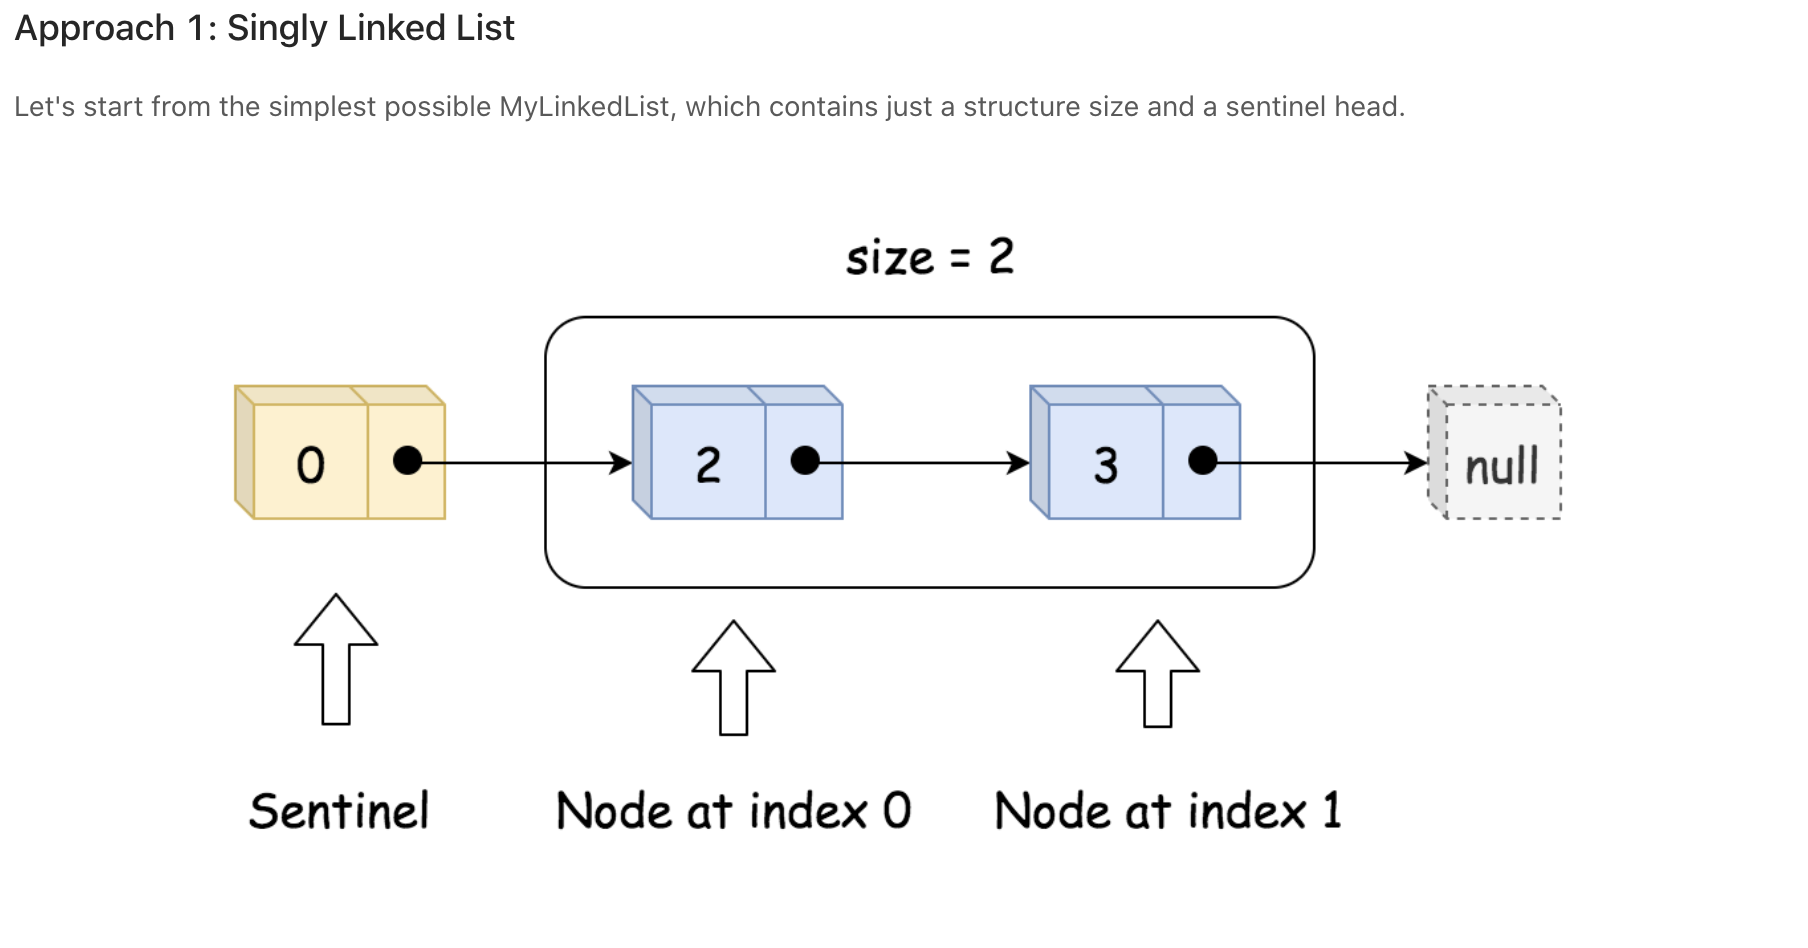 Approach 1: Singly Linked List
Let's start from the simplest possible MyLinkedList, which contains just a structure size and a sentinel head.
size = 2
0 2 3 null
Sentinel Node at index 0 Node at index 1